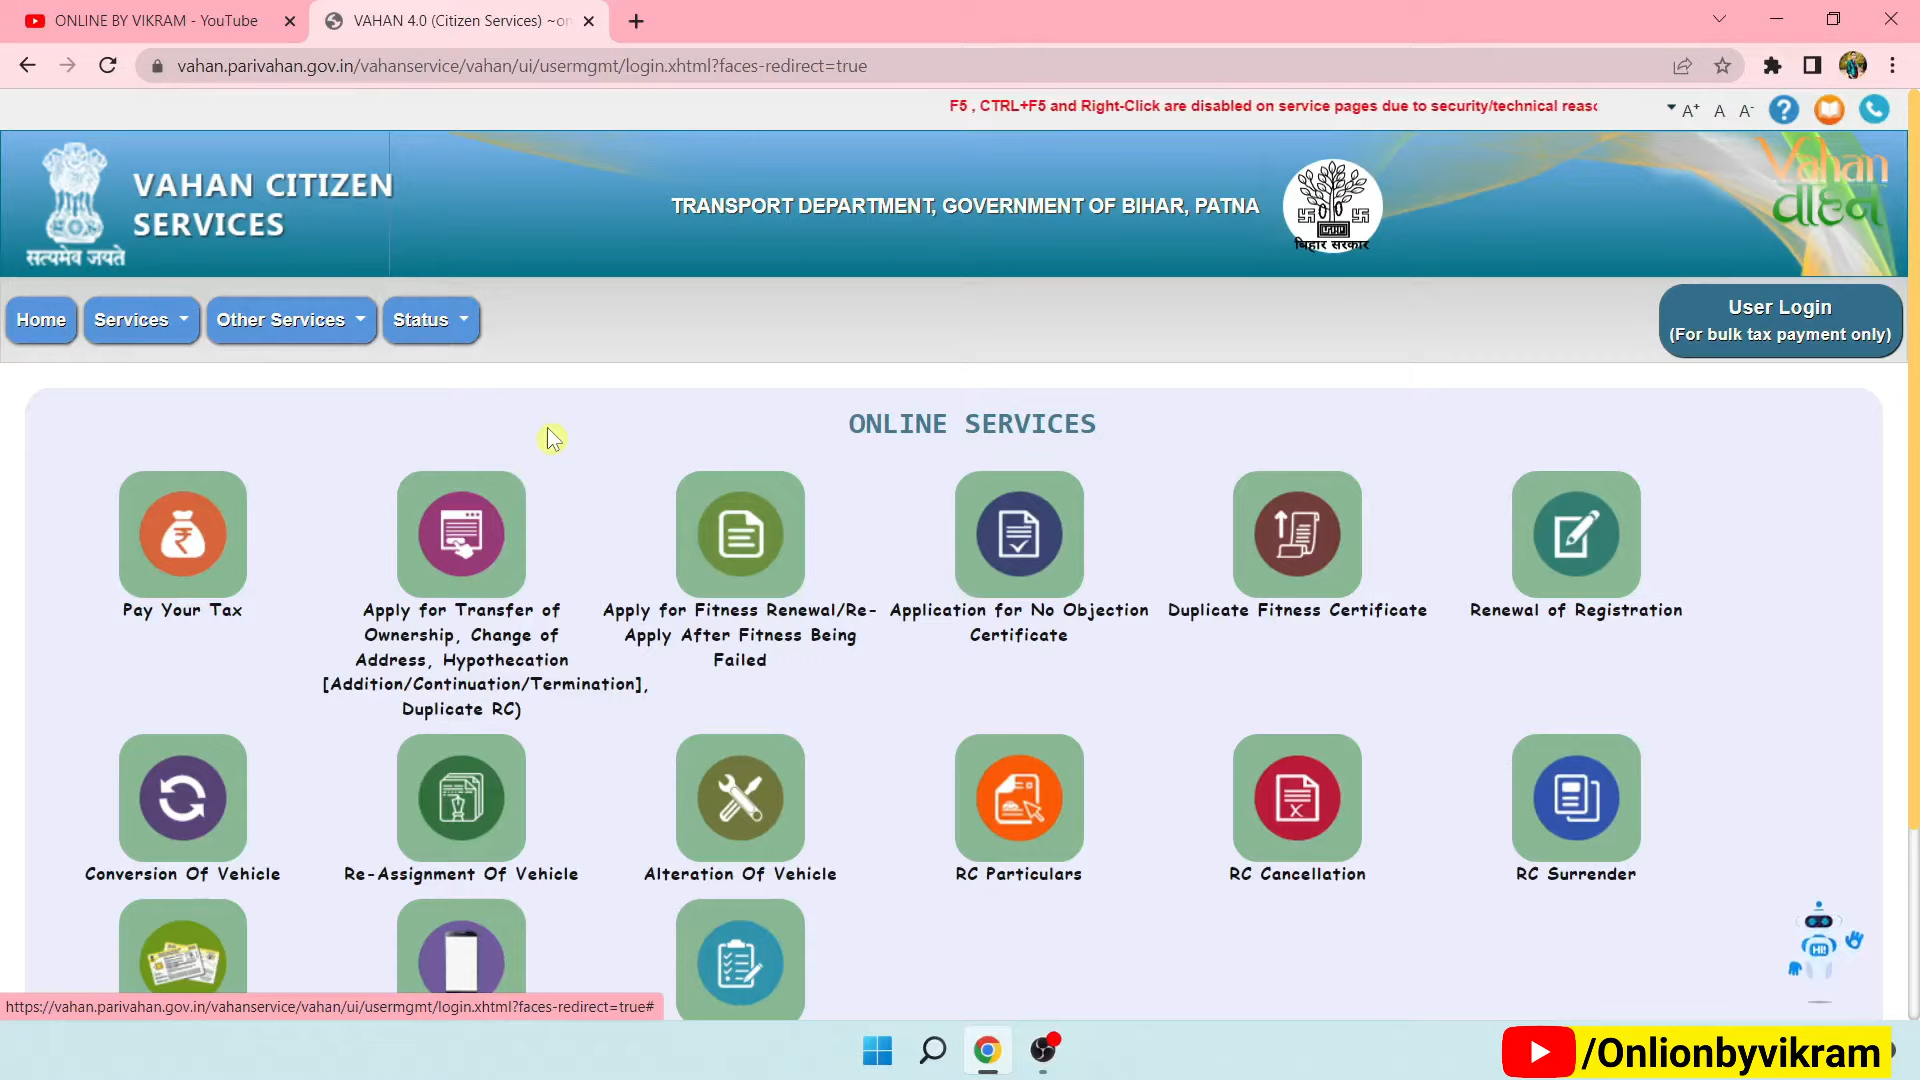 ONLINE BY VIKRAM - YouTube
VAHAN 4.0 (Citizen Services) ~on
vahan.parivahan.gov.in/vahanservice/vahan/ui/usermgmt/login.xhtml?faces-redirect=true
F5 , CTRL+F5 and Right-Click are disabled on service pages due to security/technical reasc
A+ A A-
?
VAHAN CITIZEN
SERVICES
सत्यमेव जयते
TRANSPORT DEPARTMENT, GOVERNMENT OF BIHAR, PATNA
बिहार सरकार
Vahan
वाहन
Home
Services
Other Services
Status
User Login
(For bulk tax payment only)
ONLINE SERVICES
₹
Pay Your Tax
Apply for Transfer of
Ownership, Change of
Address, Hypothecation
[Addition/Continuation/Termination],
Duplicate RC)
Apply for Fitness Renewal/Re-
Apply After Fitness Being
Failed
Application for No Objection
Certificate
Duplicate Fitness Certificate
Renewal of Registration
Conversion Of Vehicle
Re-Assignment Of Vehicle
Alteration Of Vehicle
RC Particulars
RC Cancellation
RC Surrender
Hi!
https://vahan.parivahan.gov.in/vahanservice/vahan/ui/usermgmt/login.xhtml?faces-redirect=true#
/Onlionbyvikram